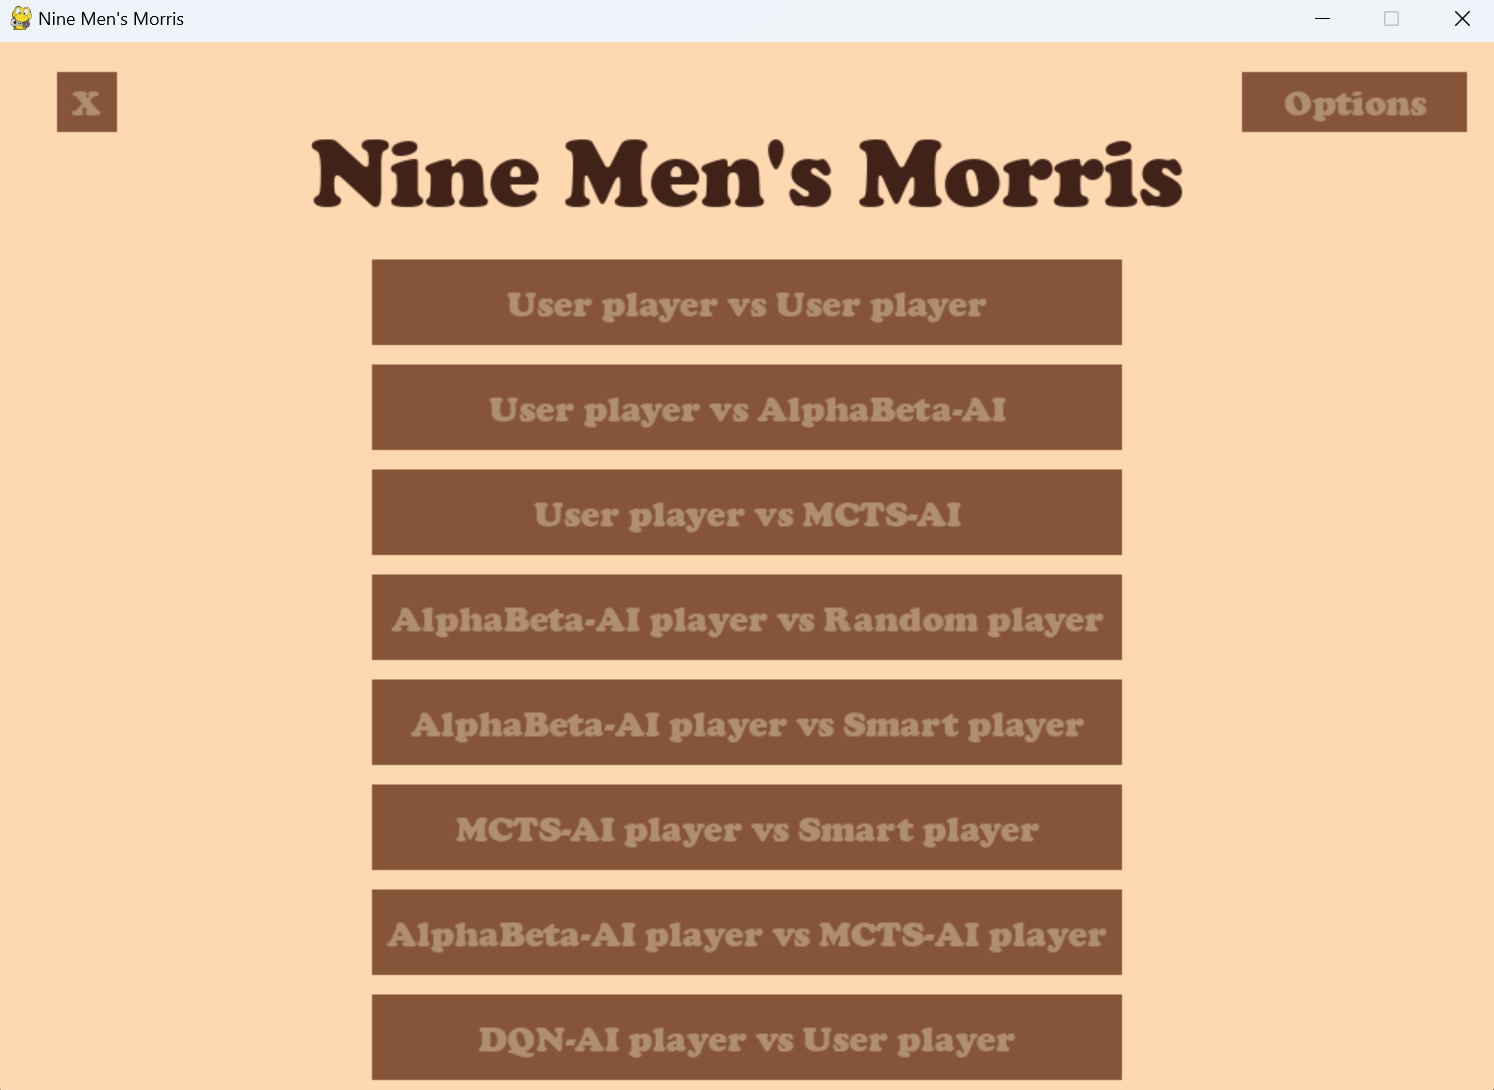 Nine Men's Morris
X
Options
Nine Men's Morris
User player vs User player
User player vs AlphaBeta-AI
User player vs MCTS-AI
AlphaBeta-AI player vs Random player
AlphaBeta-AI player vs Smart player
MCTS-AI player vs Smart player
AlphaBeta-AI player vs MCTS-AI player
DQN-AI player vs User player